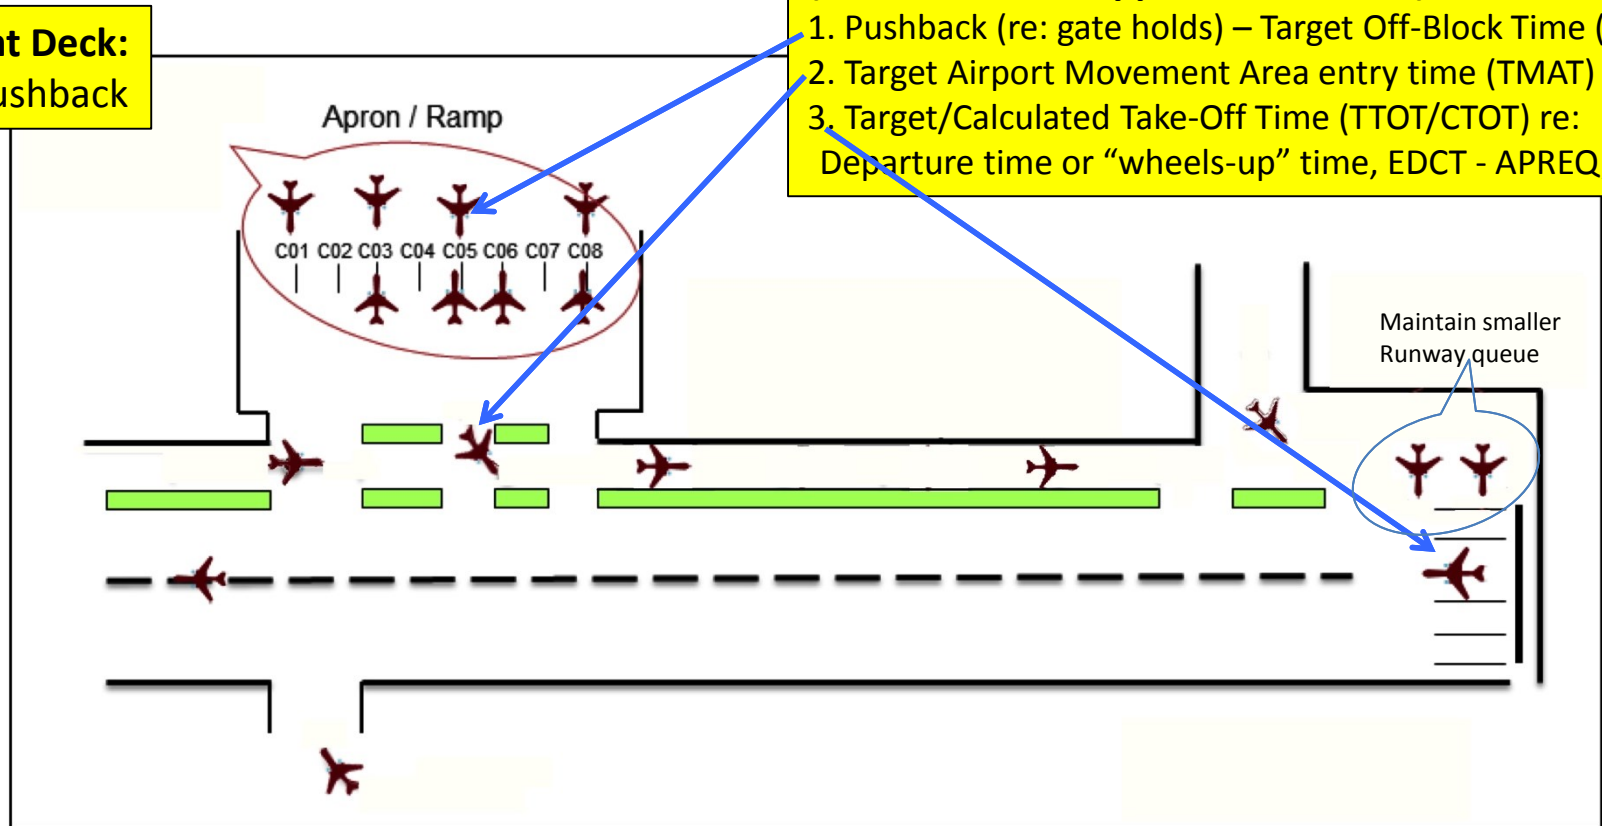 t Deck:
ushback
1. Pushback (re: gate holds) – Target Off-Block Time (
2. Target Airport Movement Area entry time (TMAT)
3. Target/Calculated Take-Off Time (TTOT/CTOT) re:
Departure time or “wheels-up” time, EDCT - APREQ
Apron / Ramp
C01 C02 C03 C04 C05 C06 C07 C08
Maintain smaller
Runway queue